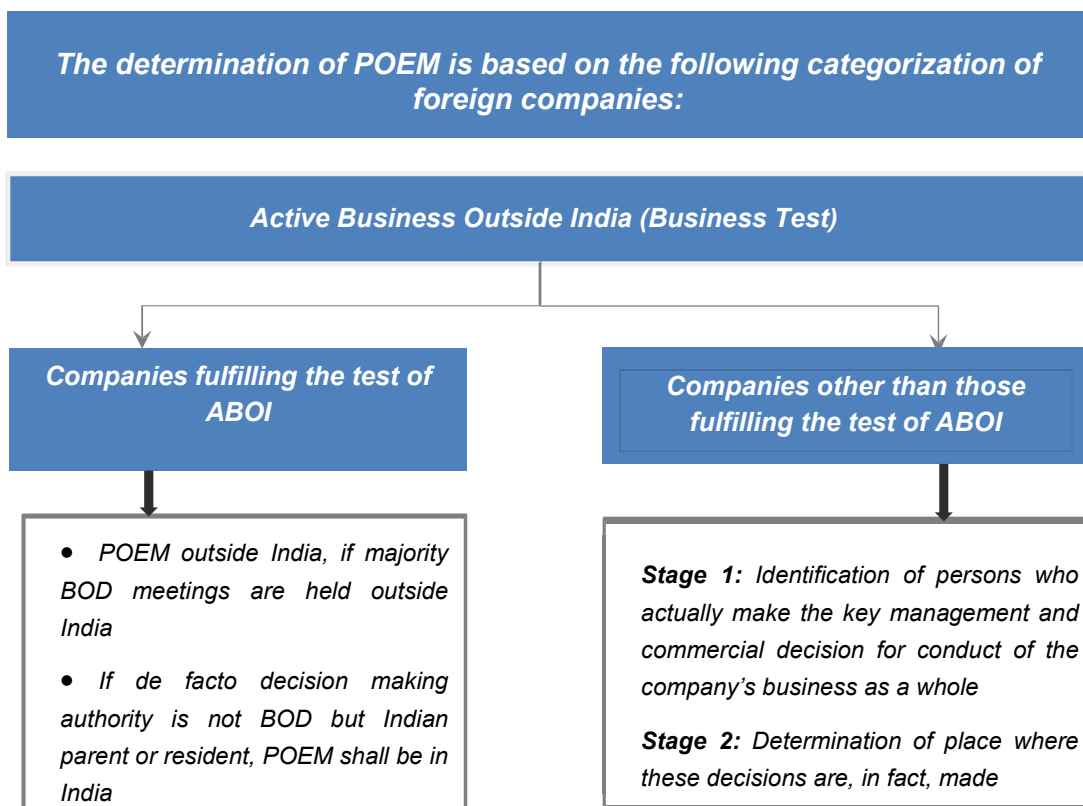 The determination of POEM is based on the following categorization of
foreign companies:
Active Business Outside India (Business Test)
Companies fulfilling the test of
ABOI
● POEM outside India, if majority
BOD meetings are held outside
India
● If de facto decision making
authority is not BOD but Indian
parent or resident, POEM shall be in
India
Companies other than those
fulfilling the test of ABOI
Stage 1: Identification of persons who
actually make the key management and
commercial decision for conduct of the
company’s business as a whole
Stage 2: Determination of place where
these decisions are, in fact, made